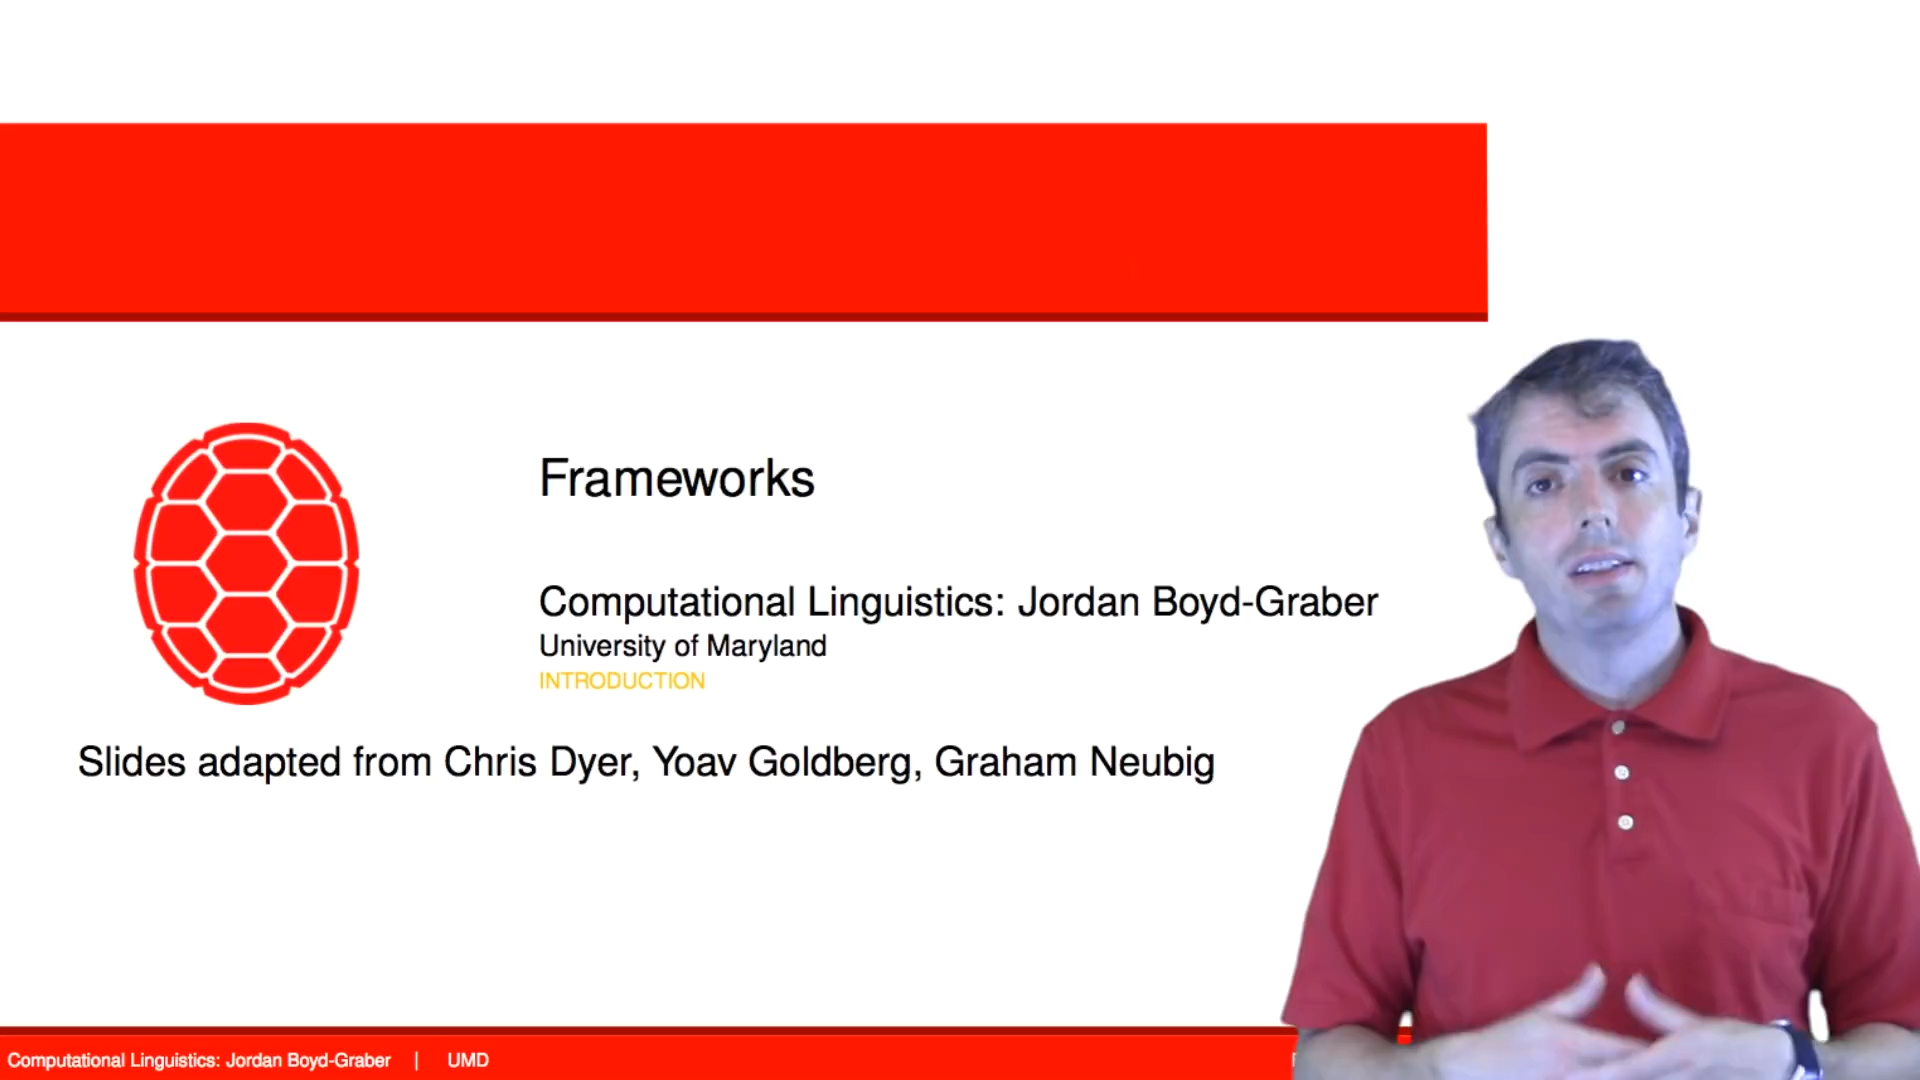 Frameworks
Computational Linguistics: Jordan Boyd-Graber
University of Maryland
INTRODUCTION
Slides adapted from Chris Dyer, Yoav Goldberg, Graham Neubig
Computational Linguistics: Jordan Boyd-Graber | UMD